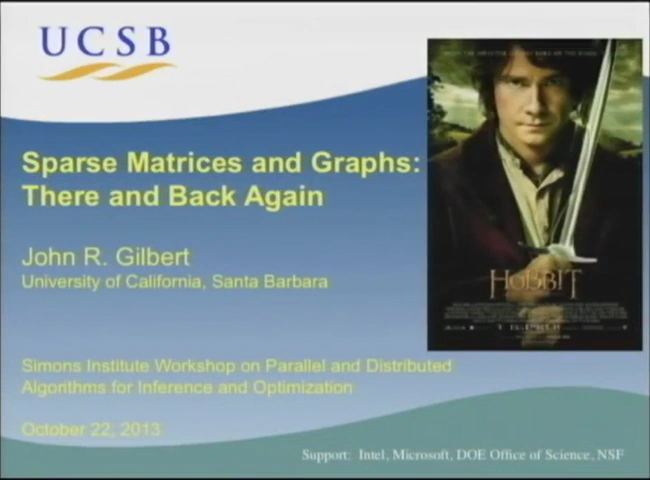 UCSB
Sparse Matrices and Graphs:
There and Back Again
John R. Gilbert
University of California, Santa Barbara
HOBBIT
Simons Institute Workshop on Parallel and Distributed
Algorithms for Inference and Optimization
October 22, 2013
Support: Intel, Microsoft, DOE Office of Science, NSF